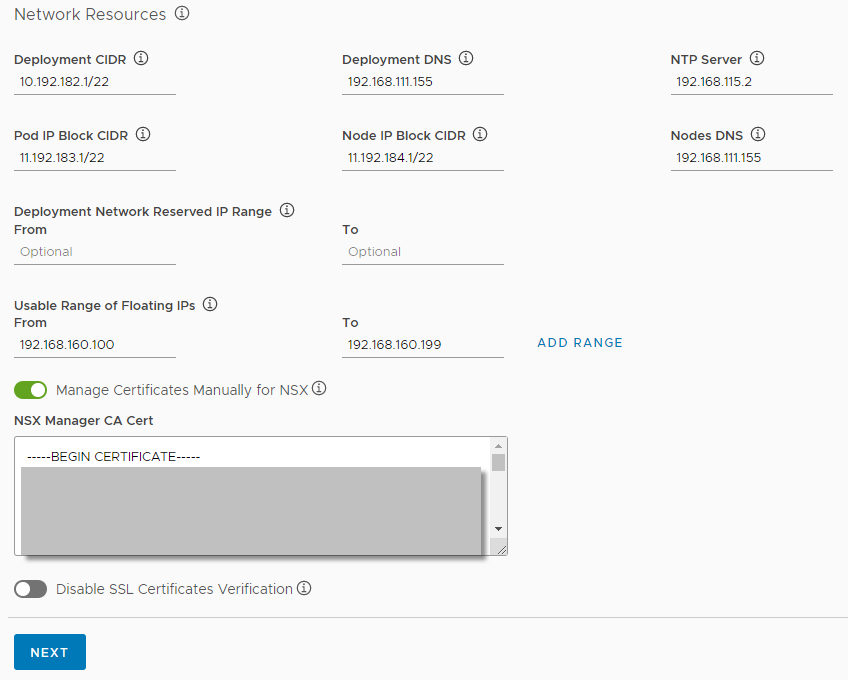 Network Resources
Deployment CIDR
Deployment DNS
NTP Server
10.192.182.1/22
192.168.111.155
192.168.115.2
Pod IP Block CIDR
Node IP Block CIDR
Nodes DNS
11.192.183.1/22
11.192.184.1/22
192.168.111.155
Deployment Network Reserved IP Range
From
To
Optional
Optional
Usable Range of Floating IPs
From
To
192.168.160.100
192.168.160.199
ADD RANGE
Manage Certificates Manually for NSX
NSX Manager CA Cert
-----BEGIN CERTIFICATE-----
Disable SSL Certificates Verification
NEXT